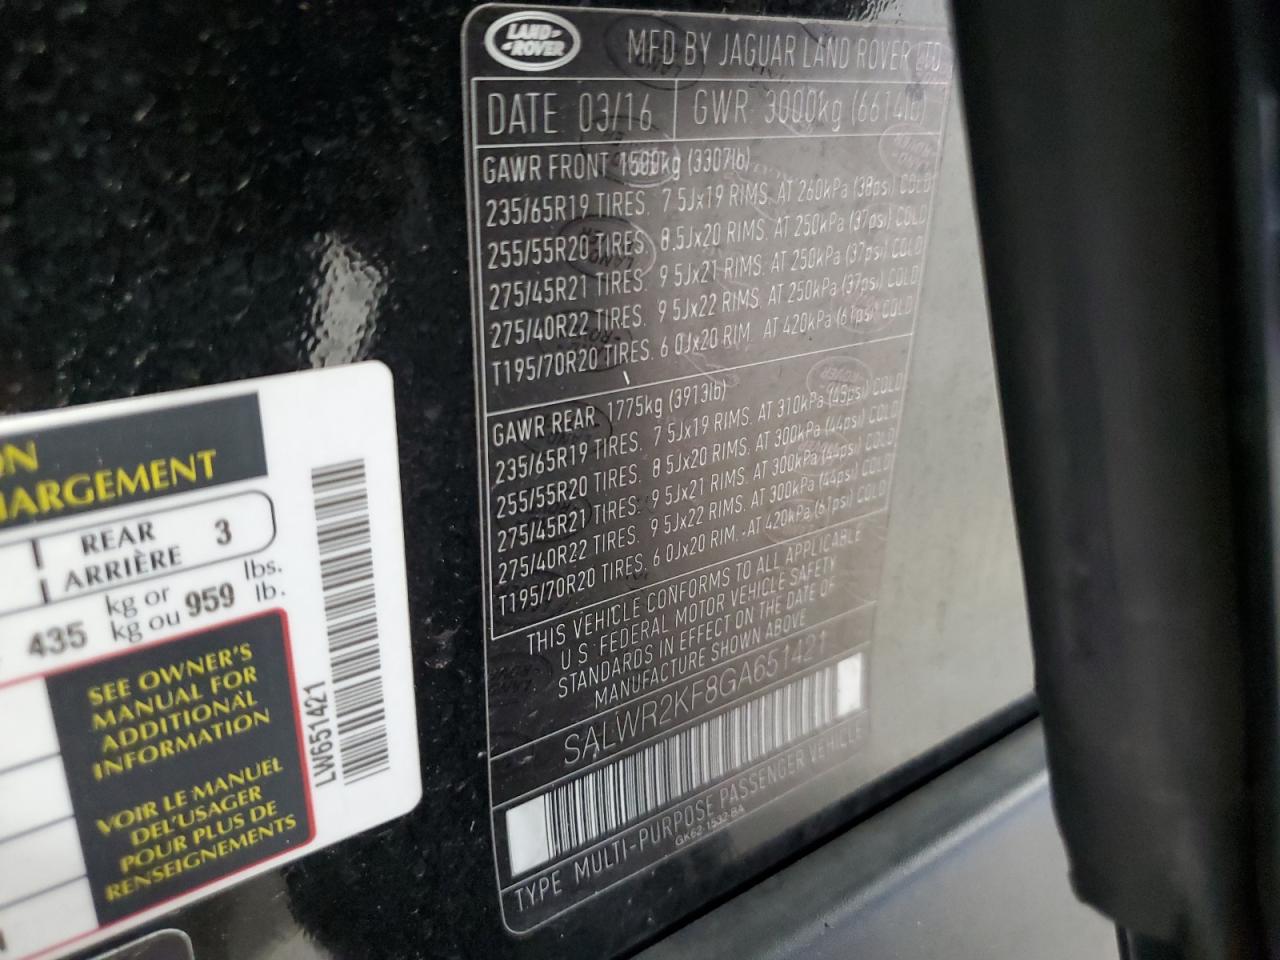 LAND-
-ROVER
MFD BY JAGUAR LAND ROVER LTD
DATE 03/16 GWR 3000kg (6614lb)
GAWR FRONT 1500kg (3307lb)
235/65R19 TIRES. 7.5Jx19 RIMS. AT 260kPa (38psi) COLD
255/55R20 TIRES. 8.5Jx20 RIMS. AT 250kPa (37psi) COLD
275/45R21 TIRES. 9.5Jx21 RIMS. AT 250kPa (37psi) COLD
275/40R22 TIRES. 9.5Jx22 RIMS. AT 250kPa (37psi) COLD
T195/70R20 TIRES. 6.0Jx20 RIM. AT 420kPa (61psi) COLD
GAWR REAR 1775kg (3913lb)
235/65R19 TIRES. 7.5Jx19 RIMS. AT 310kPa (45psi) COLD
255/55R20 TIRES. 8.5Jx20 RIMS. AT 300kPa (44psi) COLD
275/45R21 TIRES. 9.5Jx21 RIMS. AT 300kPa (44psi) COLD
275/40R22 TIRES. 9.5Jx22 RIMS. AT 300kPa (44psi) COLD
T195/70R20 TIRES. 6.0Jx20 RIM. AT 420kPa (61psi) COLD
THIS VEHICLE CONFORMS TO ALL APPLICABLE
U.S. FEDERAL MOTOR VEHICLE SAFETY
STANDARDS IN EFFECT ON THE DATE OF
MANUFACTURE SHOWN ABOVE
SALWR2KF8GA651421
TYPE MULTI-PURPOSE PASSENGER VEHICLE
GK62-1532-BA
ON
HARGEMENT
REAR 3
ARRIÈRE
435 kg or 959 lbs.
kg ou lb.
SEE OWNER'S
MANUAL FOR
ADDITIONAL
INFORMATION
VOIR LE MANUEL
DEL'USAGER
POUR PLUS DE
RENSEIGNEMENTS
LW651421